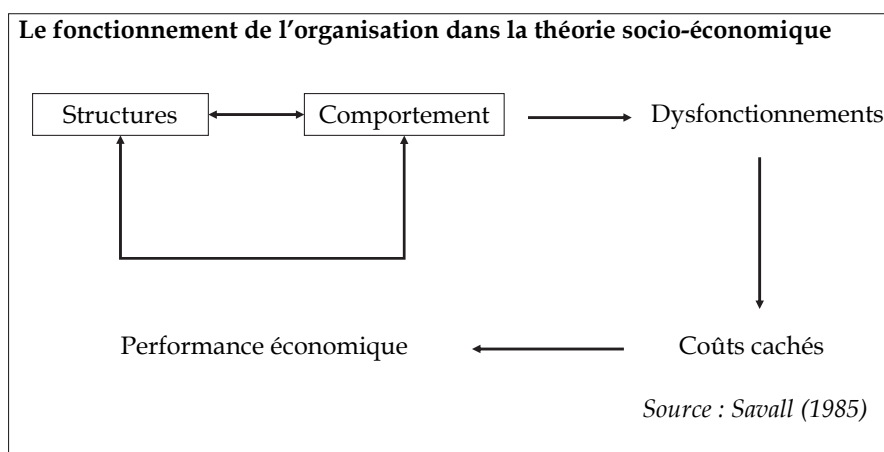 Le fonctionnement de l’organisation dans la théorie socio-économique
Structures
Comportement
Dysfonctionnements
Performance économique
Coûts cachés
Source : Savall (1985)